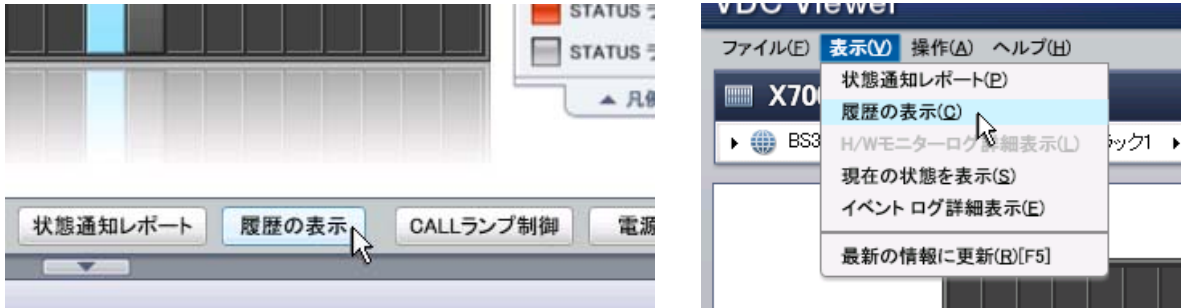 STATUS
STATUS
凡例
状態通知レポート
履歴の表示
CALLランプ制御
電源
VDC Viewer
ファイル(F)
表示(V)
操作(A)
ヘルプ(H)
X700
BS3
ラック1
状態通知レポート(P)
履歴の表示(C)
H/Wモニターログ詳細表示(L)
現在の状態を表示(S)
イベント ログ詳細表示(E)
最新の情報に更新(R)[F5]